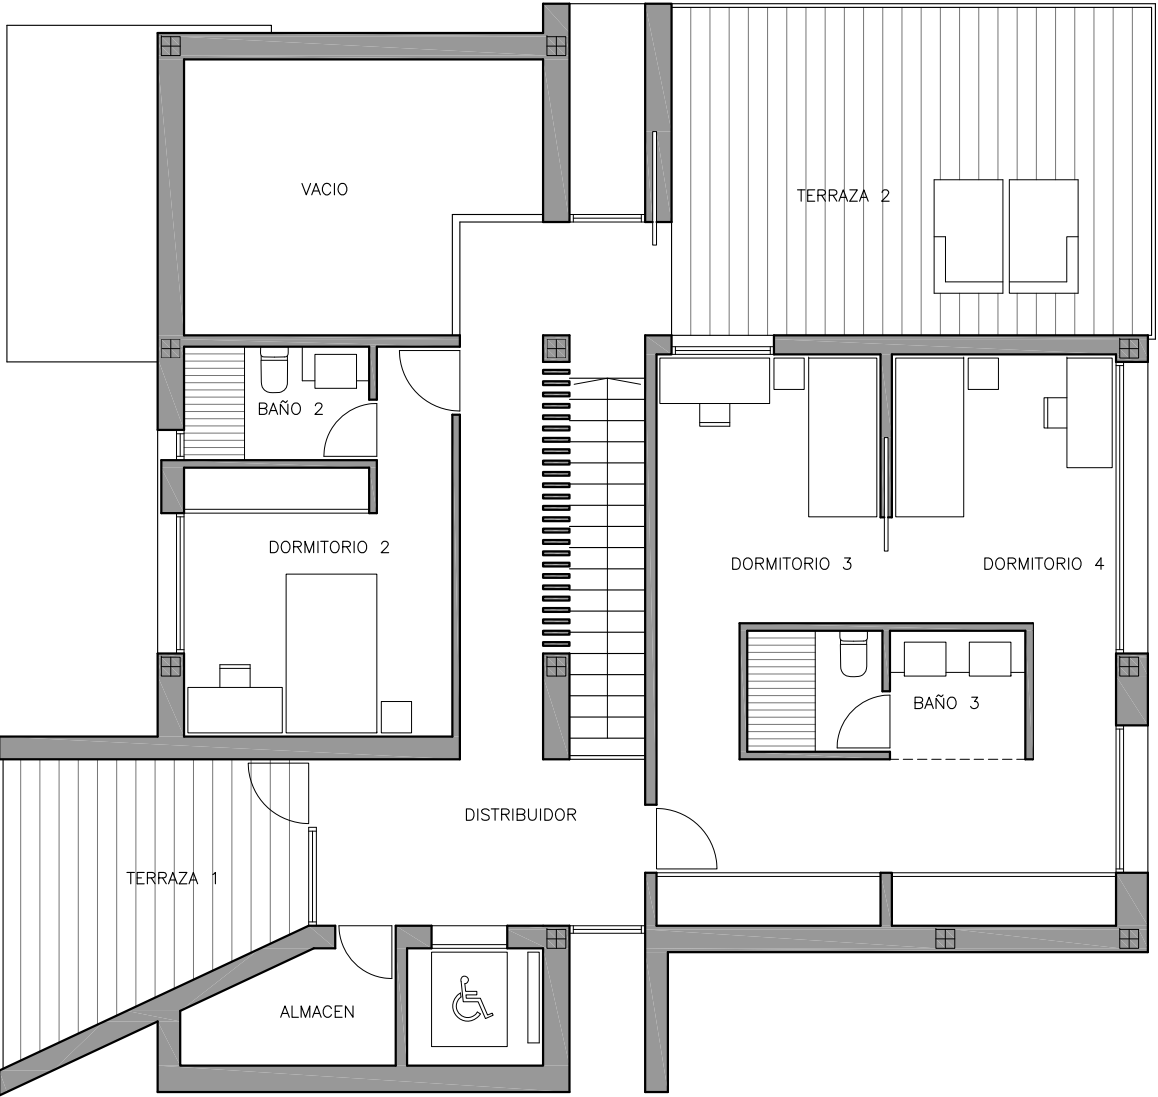 VACIO
TERRAZA 2
BAÑO 2
DORMITORIO 2
DORMITORIO 3
DORMITORIO 4
BAÑO 3
DISTRIBUIDOR
TERRAZA 1
ALMACEN